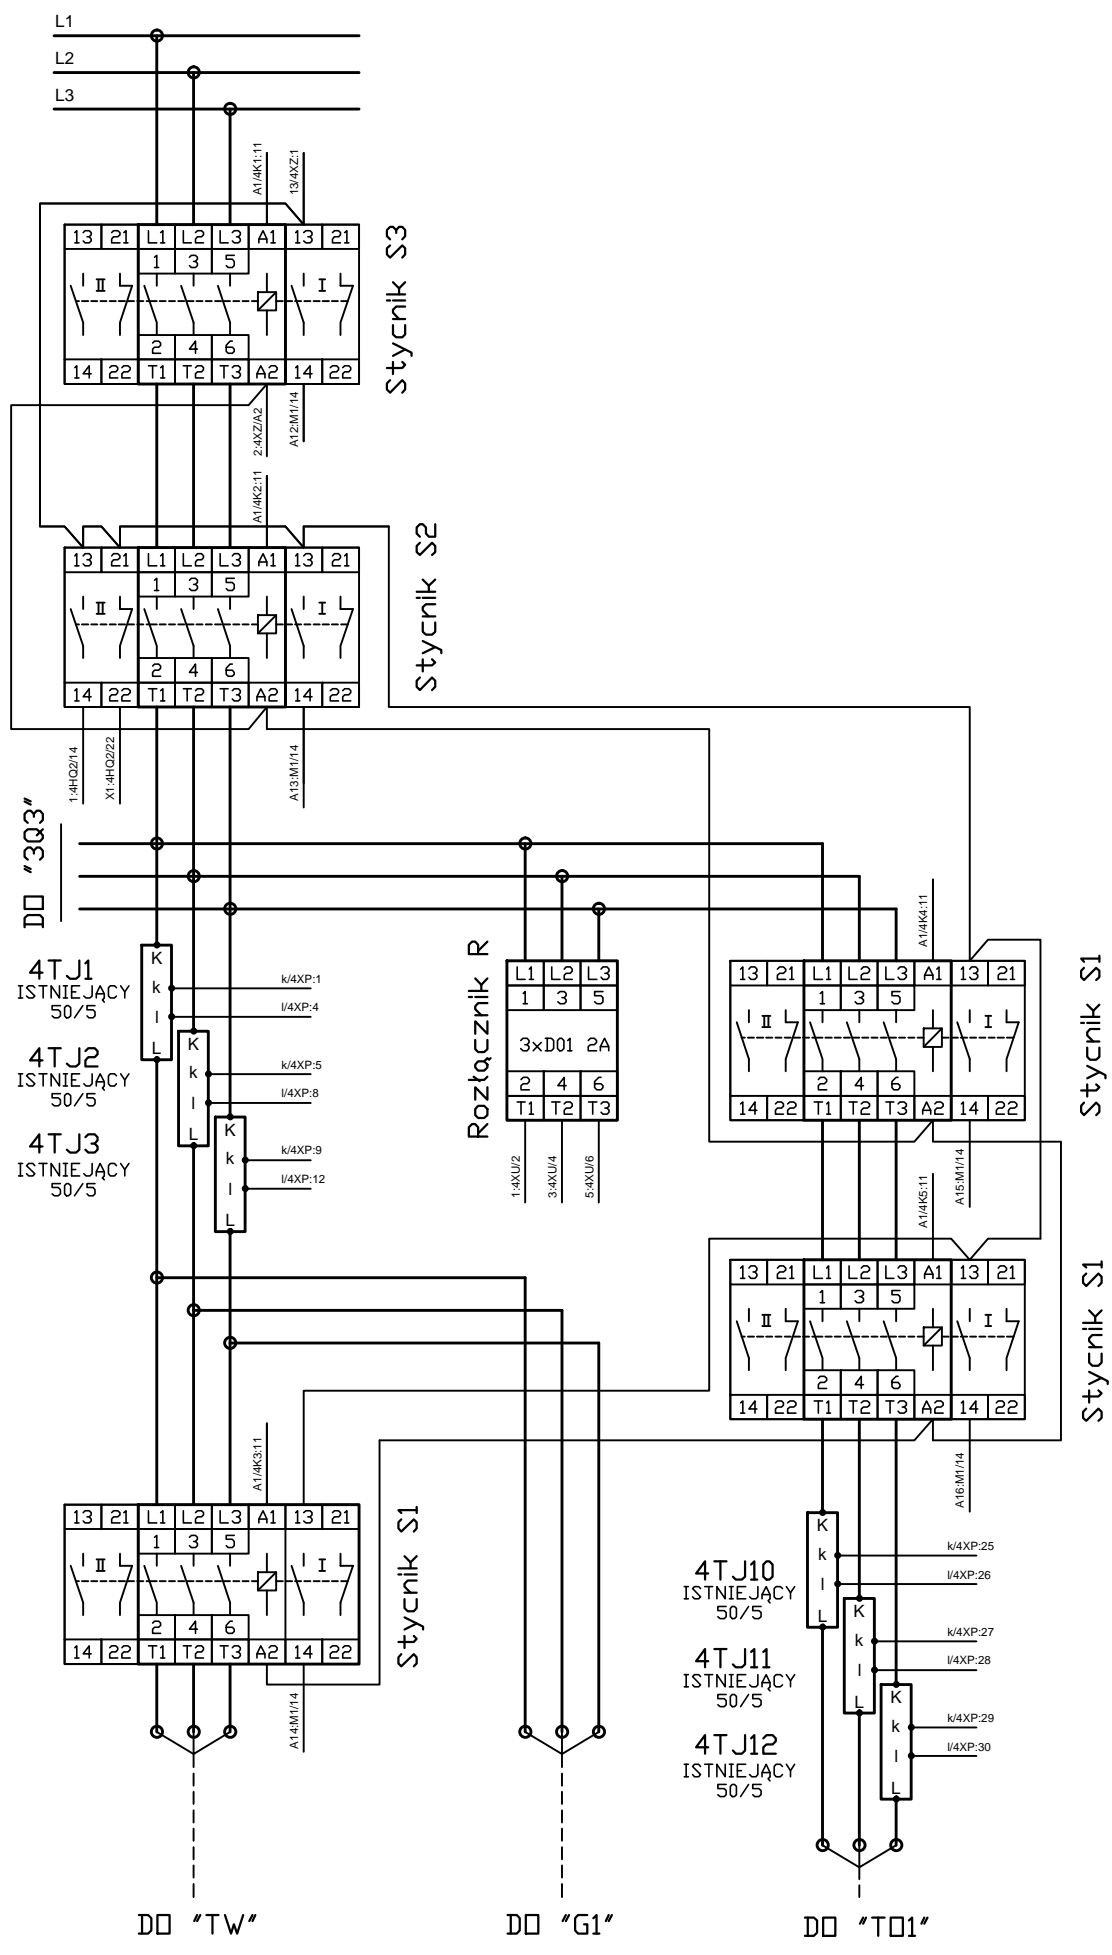 L1
L2
L3
A1/4K1:11
13/4XZ:1
13 21 L1 L2 L3 A1 13 21
1 3 5
II I
2 4 6
14 22 T1 T2 T3 A2 14 22
Stycnik S3
2:4XZ/A2
A12:M1/14
A1/4K2:11
13 21 L1 L2 L3 A1 13 21
1 3 5
II I
2 4 6
14 22 T1 T2 T3 A2 14 22
Stycnik S2
1:4HQ2/14
X1:4HQ2/22
A13:M1/14
DO "3Q3"
A1/4K4:11
4TJ1
ISTNIEJĄCY
50/5
K
k
l
L
k/4XP:1
l/4XP:4
4TJ2
ISTNIEJĄCY
50/5
K
k
l
L
k/4XP:5
l/4XP:8
4TJ3
ISTNIEJĄCY
50/5
K
k
l
L
k/4XP:9
l/4XP:12
Rozłącznik R
L1 L2 L3
1 3 5
3xD01 2A
2 4 6
T1 T2 T3
1:4XU/2
3:4XU/4
5:4XU/6
13 21 L1 L2 L3 A1 13 21
1 3 5
II I
2 4 6
14 22 T1 T2 T3 A2 14 22
Stycnik S1
A15:M1/14
A1/4K5:11
13 21 L1 L2 L3 A1 13 21
1 3 5
II I
2 4 6
14 22 T1 T2 T3 A2 14 22
Stycnik S1
A16:M1/14
A1/4K3:11
13 21 L1 L2 L3 A1 13 21
1 3 5
II I
2 4 6
14 22 T1 T2 T3 A2 14 22
Stycnik S1
A14:M1/14
4TJ10
ISTNIEJĄCY
50/5
K
k
l
L
k/4XP:25
l/4XP:26
4TJ11
ISTNIEJĄCY
50/5
K
k
l
L
k/4XP:27
l/4XP:28
4TJ12
ISTNIEJĄCY
50/5
K
k
l
L
k/4XP:29
l/4XP:30
DO "TW"
DO "G1"
DO "TO1"